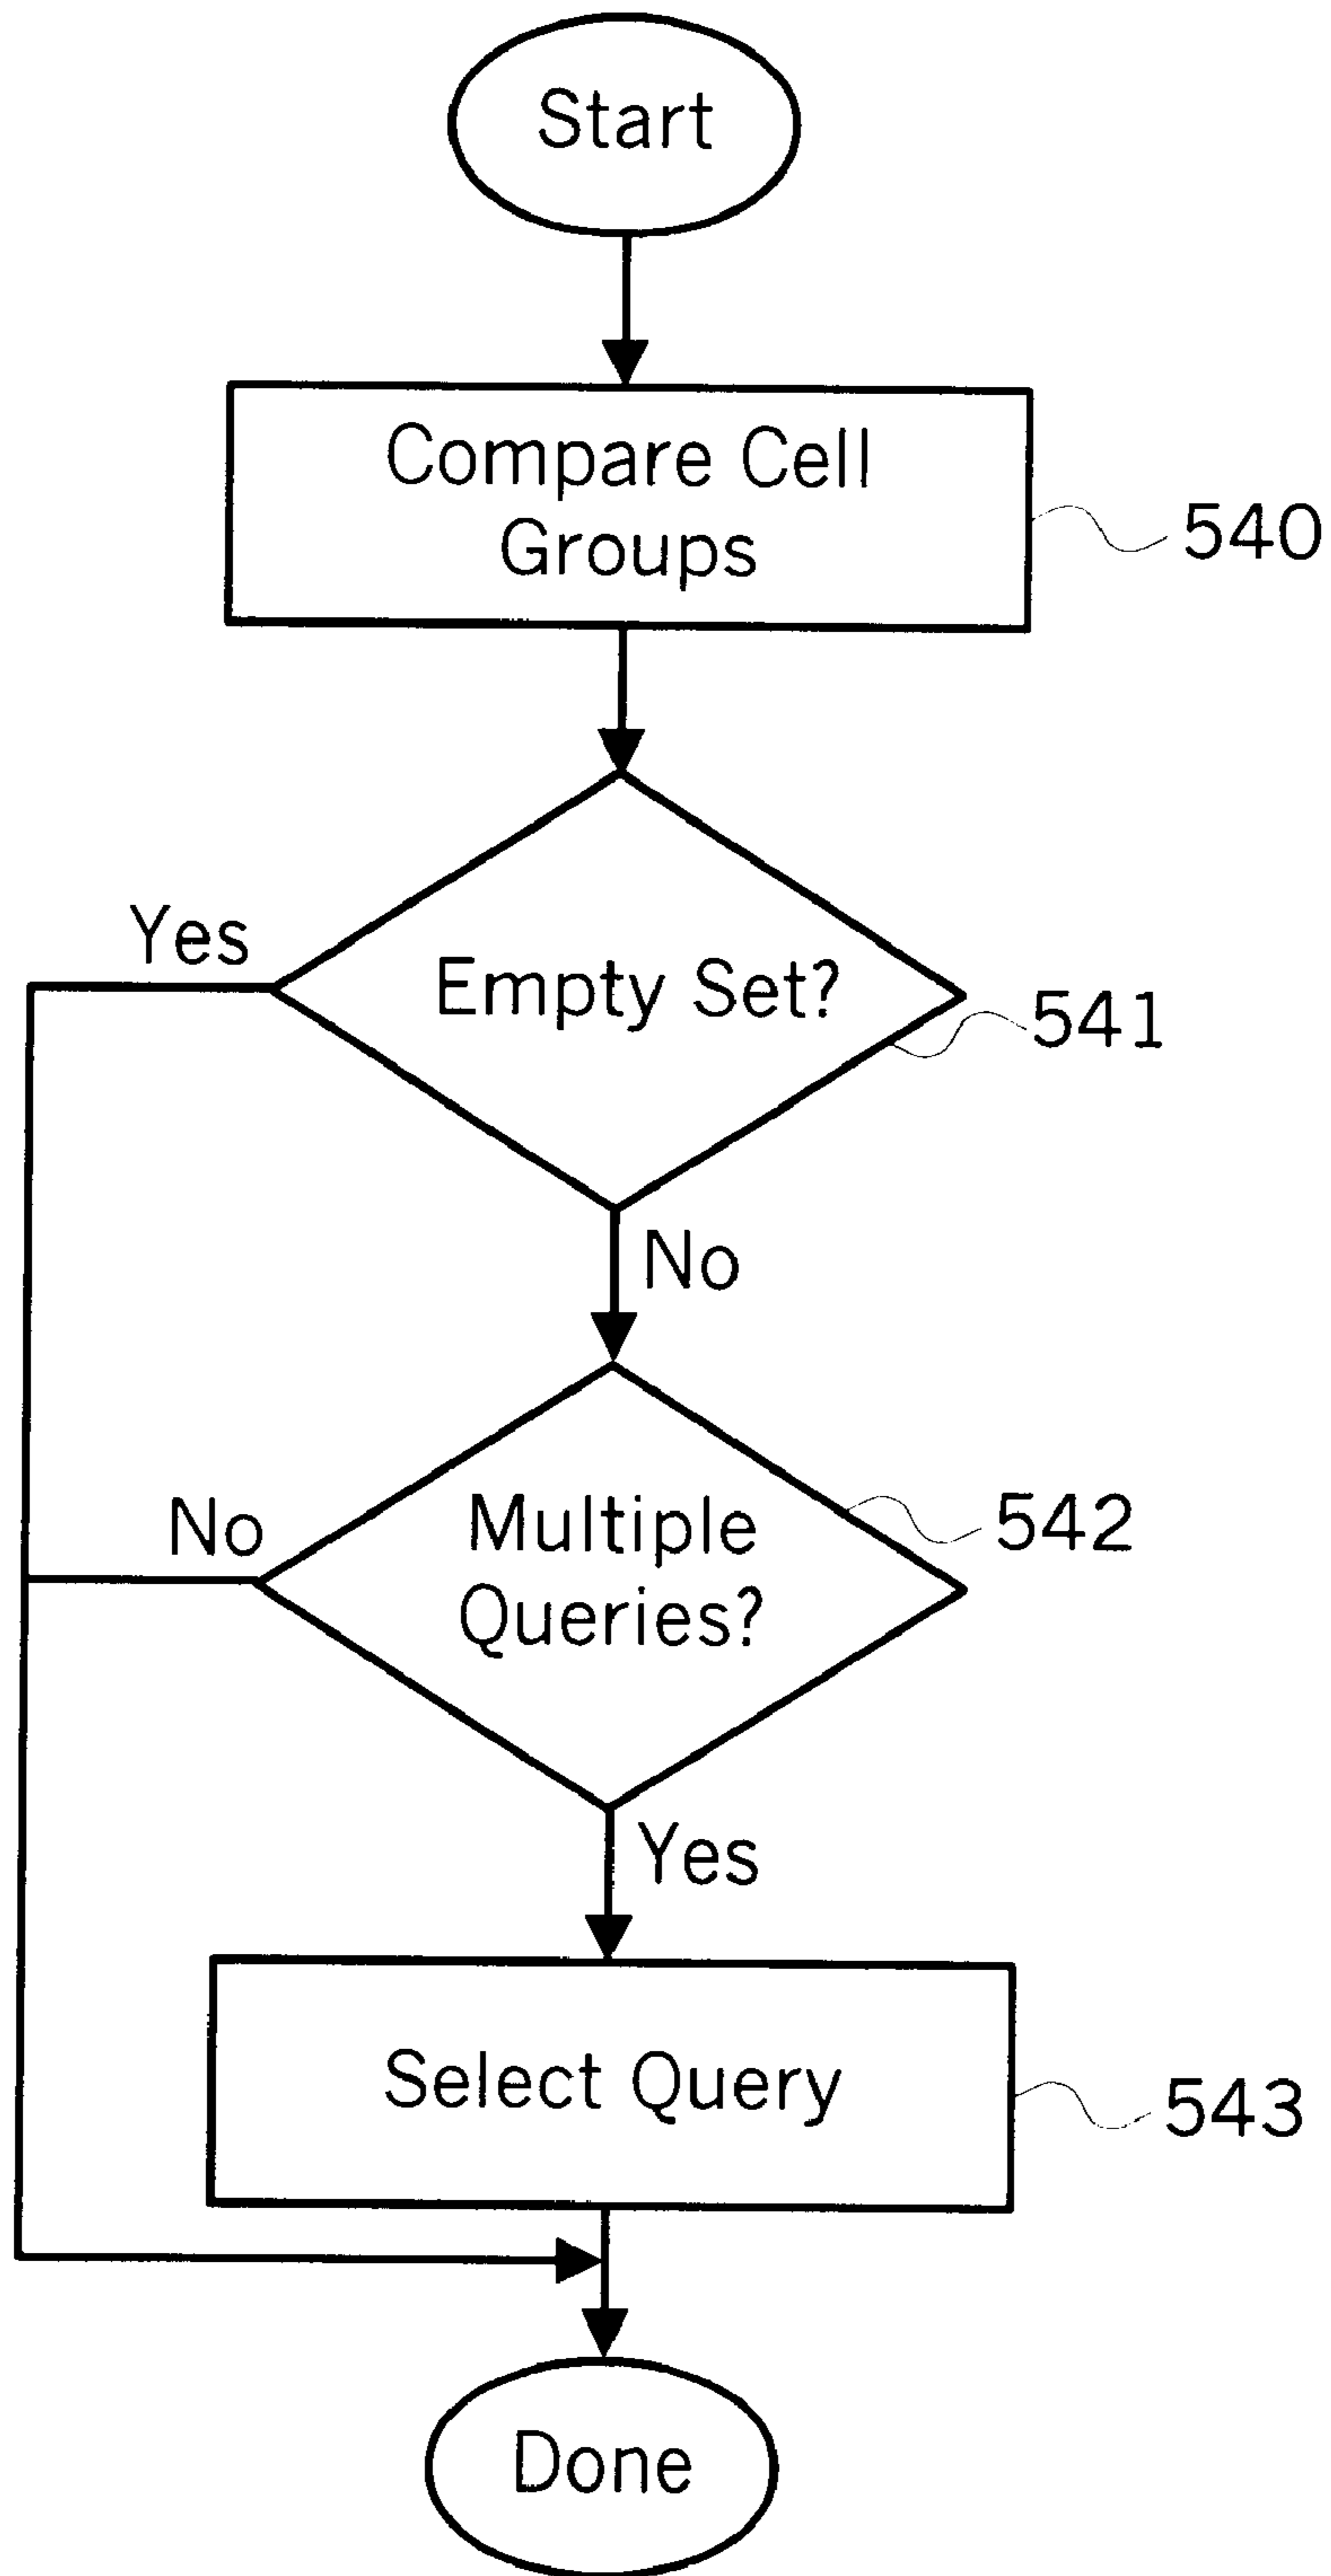 Start
Compare Cell
Groups
540
Yes
Empty Set?
541
No
No
Multiple
Queries?
542
Yes
Select Query
543
Done